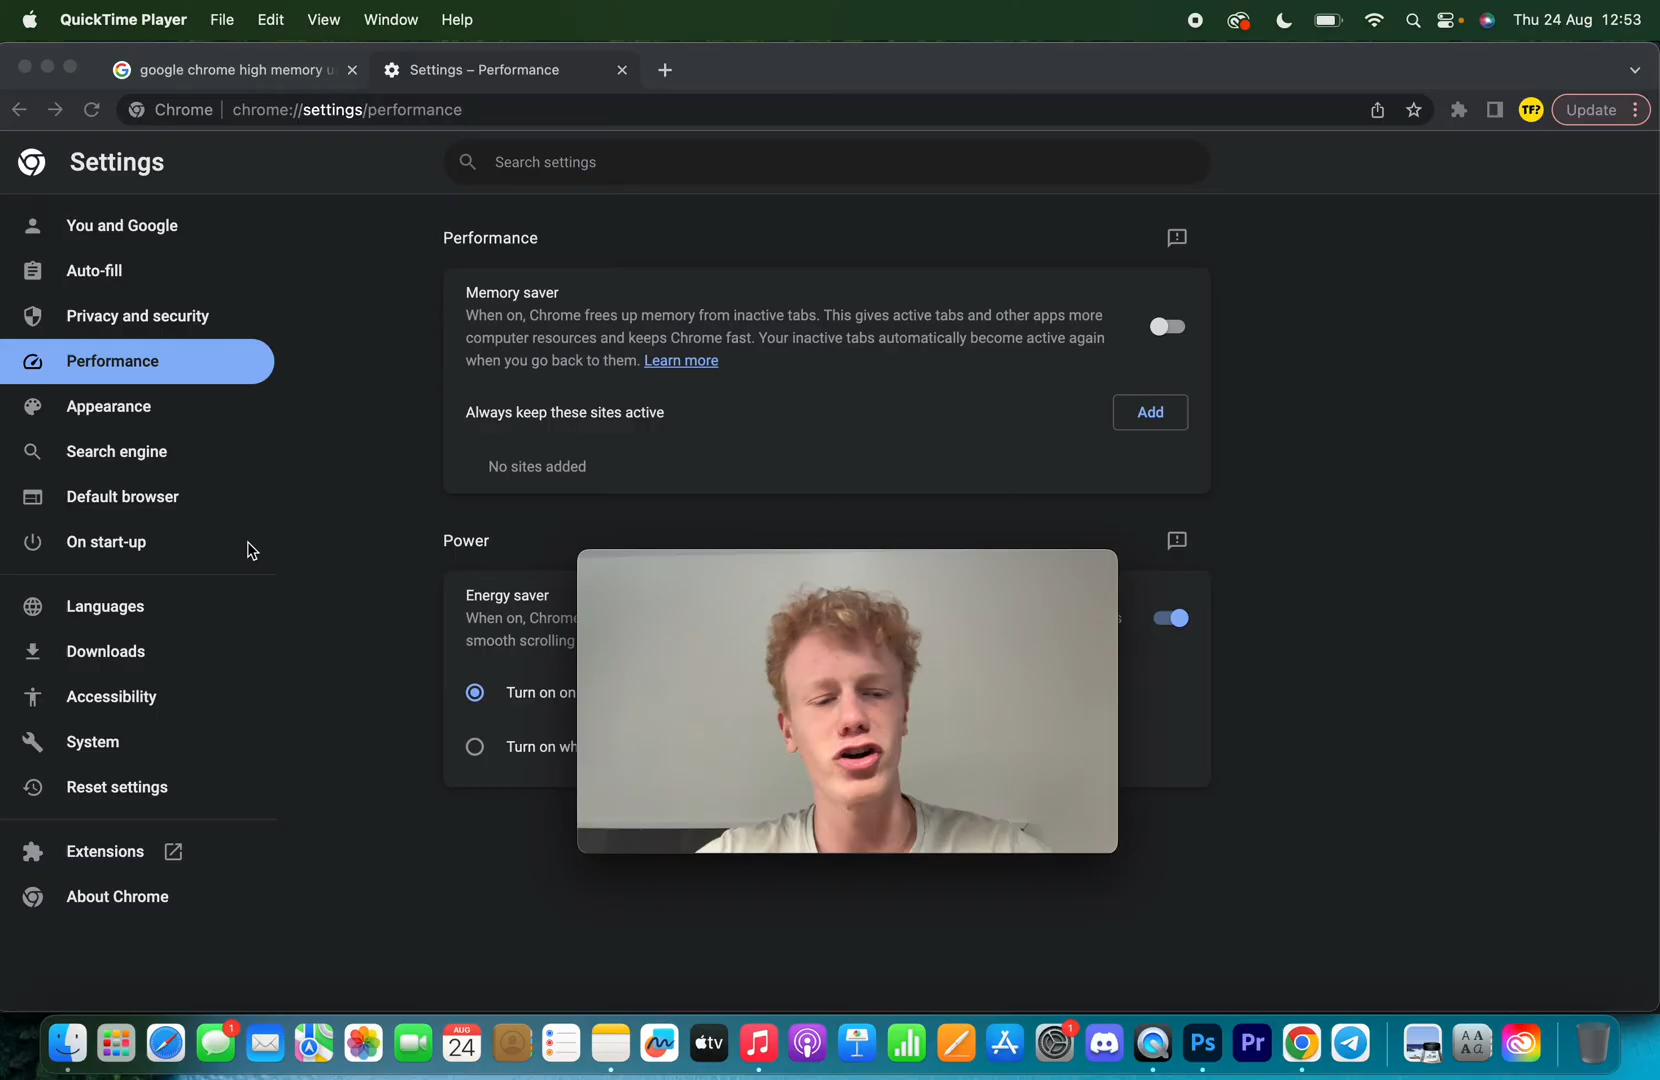 QuickTime Player File Edit View Window Help Thu 24 Aug 12:53
google chrome high memory u Settings – Performance
Chrome chrome://settings/performance TF? Update
Settings Search settings
You and Google
Auto-fill
Privacy and security
Performance
Appearance
Search engine
Default browser
On start-up
Languages
Downloads
Accessibility
System
Reset settings
Extensions
About Chrome
Performance
Memory saver
When on, Chrome frees up memory from inactive tabs. This gives active tabs and other apps more
computer resources and keeps Chrome fast. Your inactive tabs automatically become active again
when you go back to them. Learn more
Always keep these sites active Add
No sites added
Power
Energy saver
When on, Chrome s
smooth scrolling
Turn on on
Turn on wh
1 AUG 24 tv 1 Ps Pr AA AA